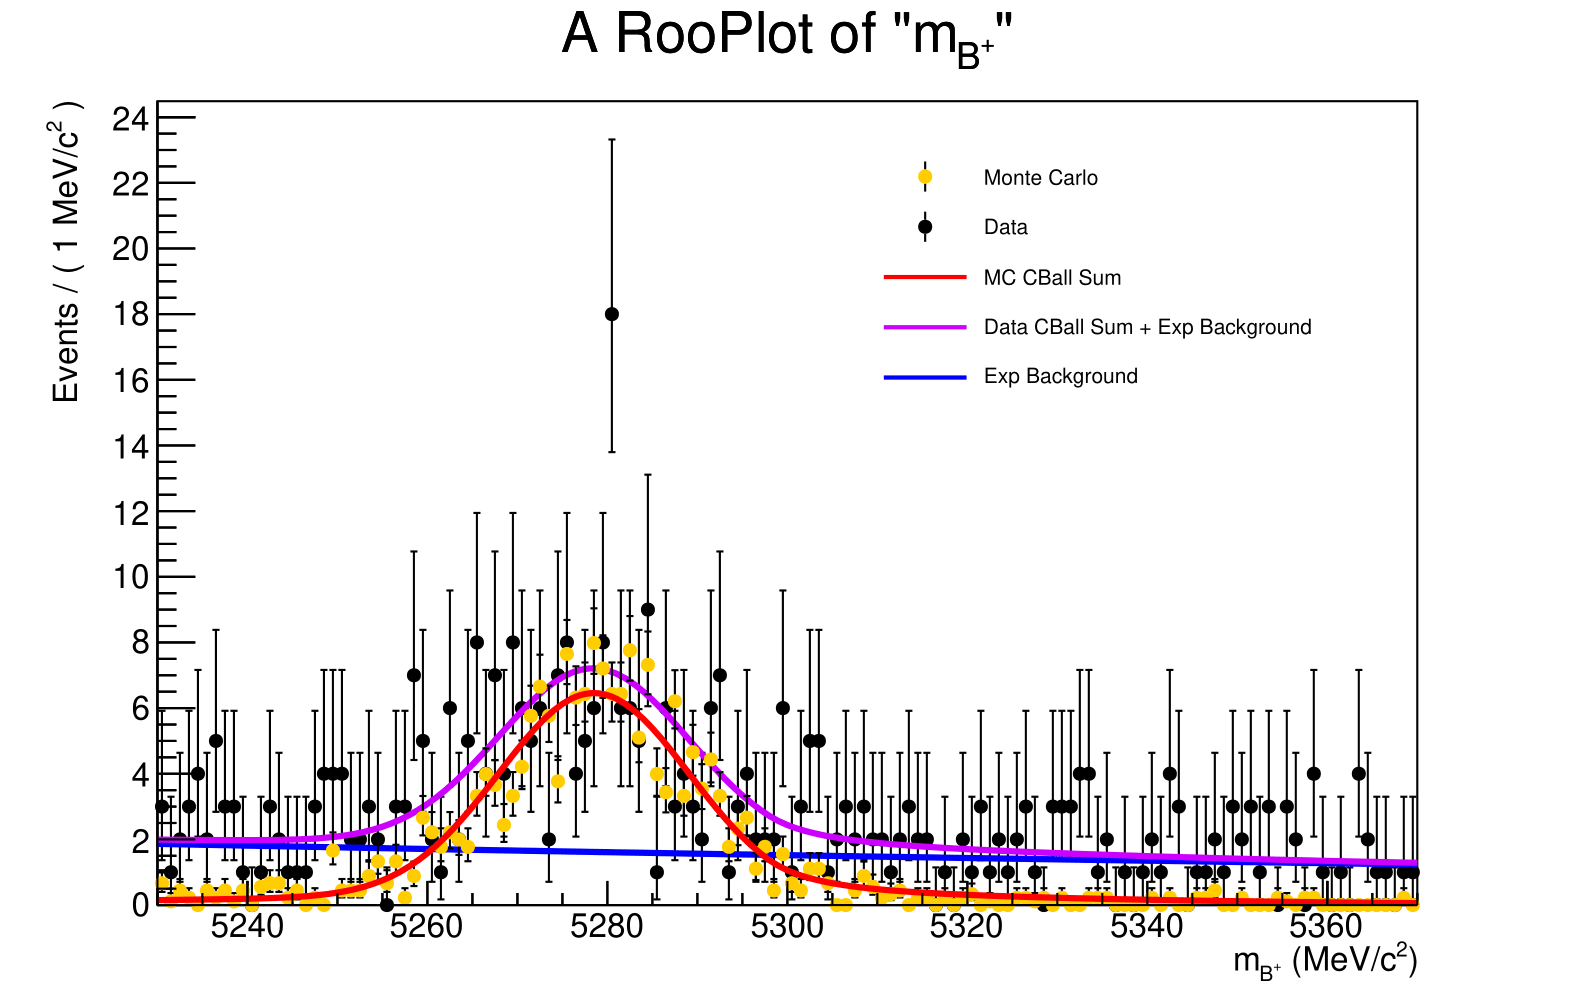 A RooPlot of "m_B⁺"
Events / ( 1 MeV/c² )
24
22
20
18
16
14
12
10
8
6
4
2
0
Monte Carlo
Data
MC CBall Sum
Data CBall Sum + Exp Background
Exp Background
5240 5260 5280 5300 5320 5340 5360
m_B⁺ (MeV/c²)